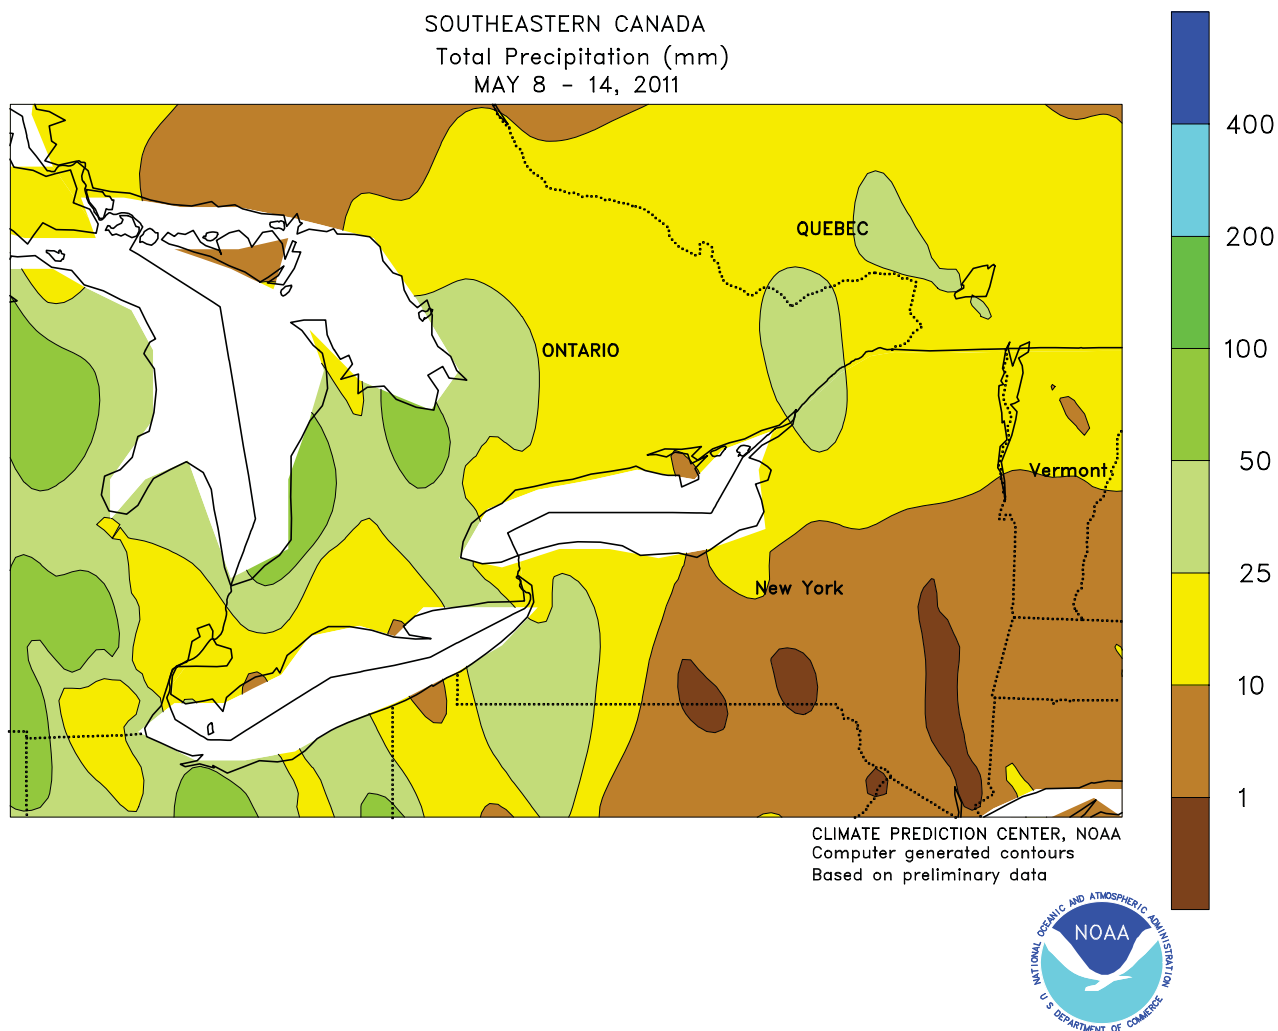 SOUTHEASTERN CANADA
Total Precipitation (mm)
MAY 8 - 14, 2011
400
200
100
50
25
10
1
QUEBEC
ONTARIO
Vermont
New York
CLIMATE PREDICTION CENTER, NOAA
Computer generated contours
Based on preliminary data
NATIONAL OCEANIC AND ATMOSPHERIC ADMINISTRATION
NOAA
U S DEPARTMENT OF COMMERCE